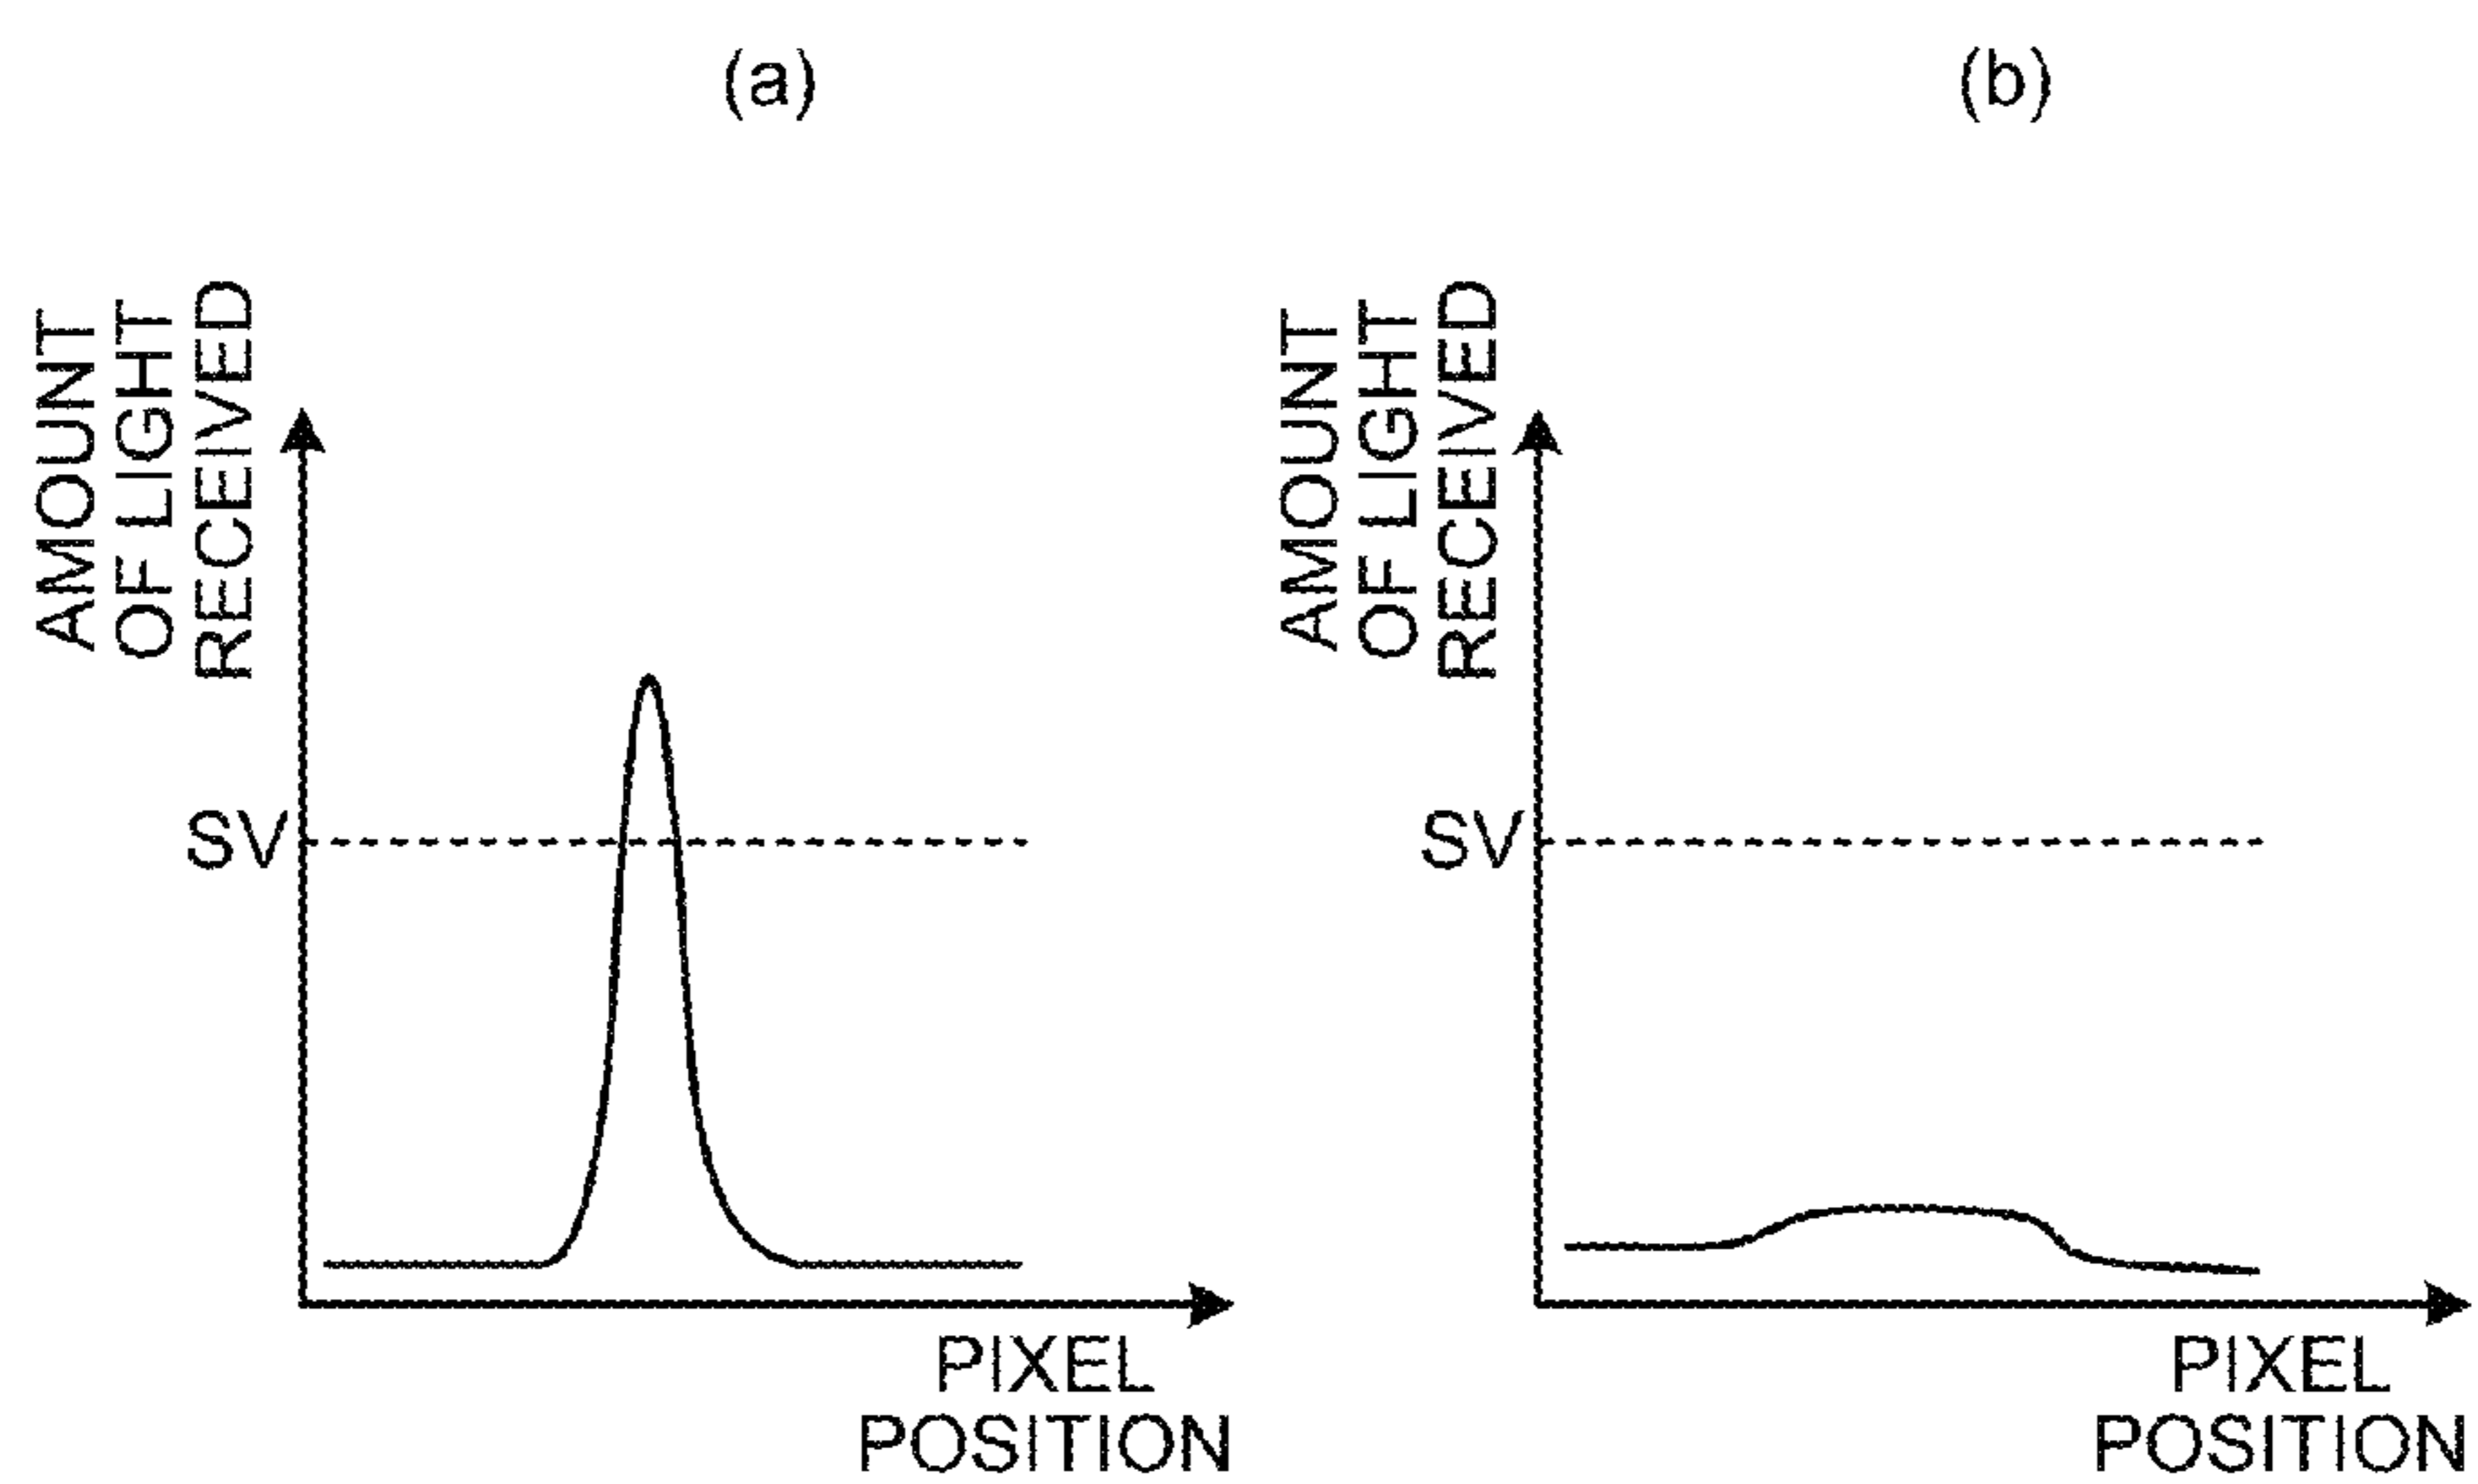 (a)
AMOUNT
OF LIGHT
RECEIVED
SV
PIXEL
POSITION
(b)
AMOUNT
OF LIGHT
RECEIVED
SV
PIXEL
POSITION